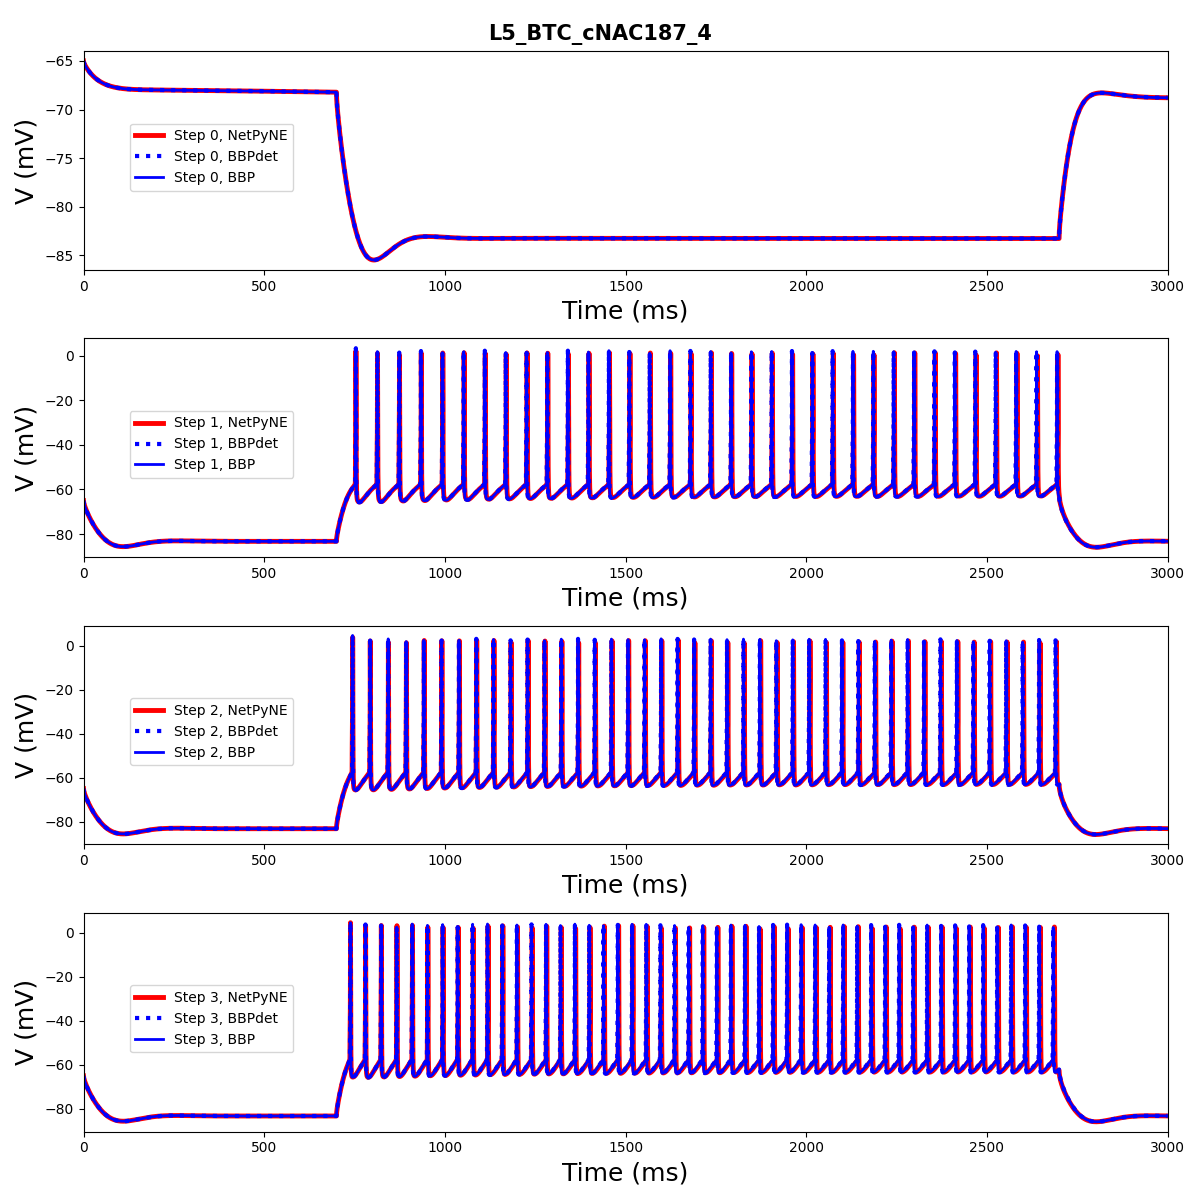 L5_BTC_cNAC187_4
−65
−70
−75
−80
−85
V (mV)
Step 0, NetPyNE
Step 0, BBPdet
Step 0, BBP
0 500 1000 1500 2000 2500 3000
Time (ms)
0
−20
−40
−60
−80
V (mV)
Step 1, NetPyNE
Step 1, BBPdet
Step 1, BBP
0 500 1000 1500 2000 2500 3000
Time (ms)
0
−20
−40
−60
−80
V (mV)
Step 2, NetPyNE
Step 2, BBPdet
Step 2, BBP
0 500 1000 1500 2000 2500 3000
Time (ms)
0
−20
−40
−60
−80
V (mV)
Step 3, NetPyNE
Step 3, BBPdet
Step 3, BBP
0 500 1000 1500 2000 2500 3000
Time (ms)